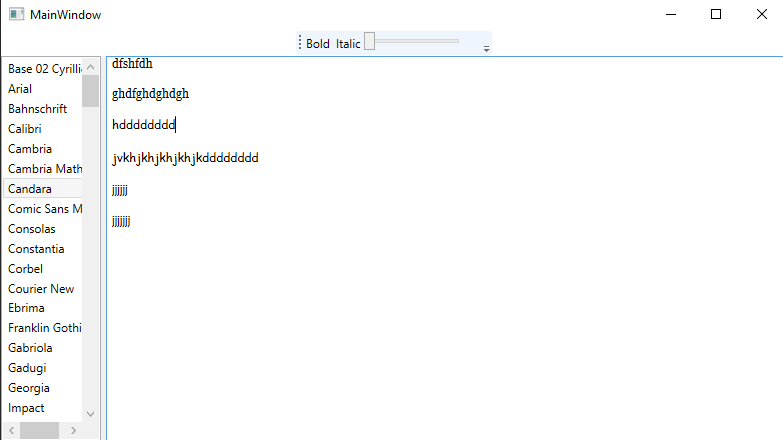 MainWindow
Bold Italic
Base 02 Cyrilli
Arial
Bahnschrift
Calibri
Cambria
Cambria Math
Candara
Comic Sans M
Consolas
Constantia
Corbel
Courier New
Ebrima
Franklin Gothi
Gabriola
Gadugi
Georgia
Impact
dfshfdh
ghdfghdghdgh
hdddddddd
jvkhjkhjkhjkhjkdddddddd
jjjjjj
jjjjjjj